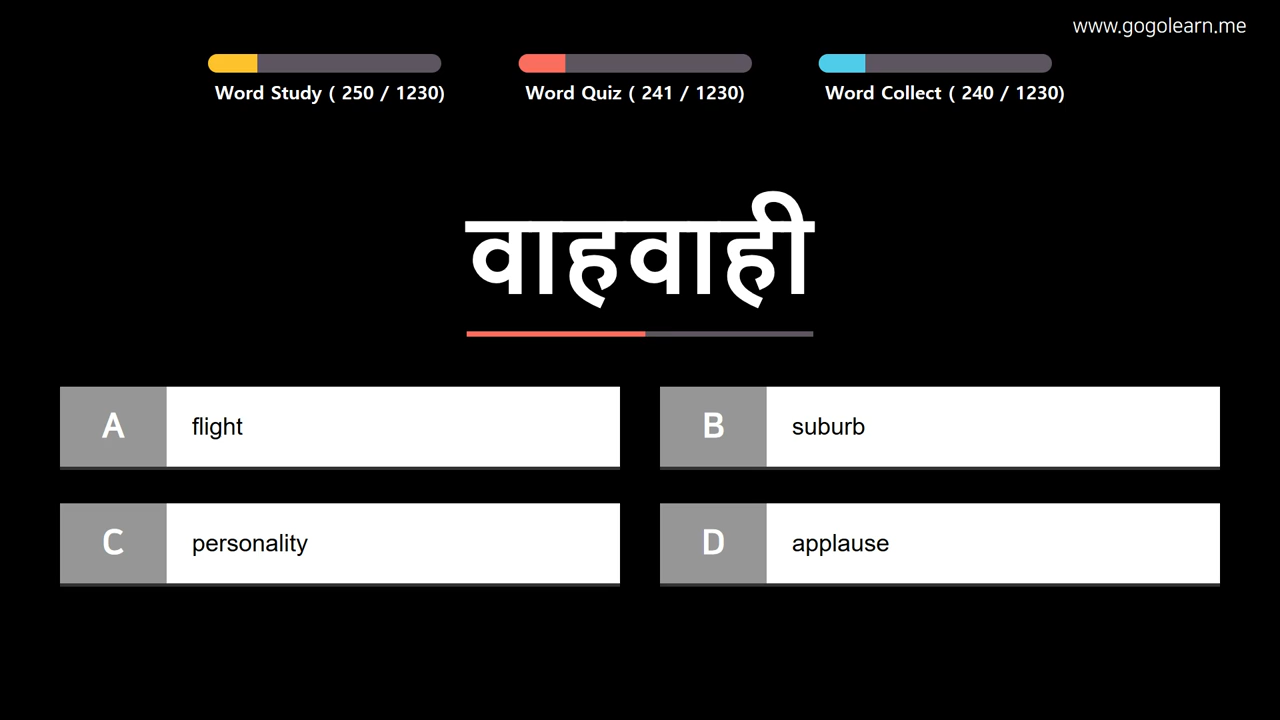 www.gogolearn.me
Word Study ( 250 / 1230)
Word Quiz ( 241 / 1230)
Word Collect ( 240 / 1230)
वाहवाही
A flight
B suburb
C personality
D applause